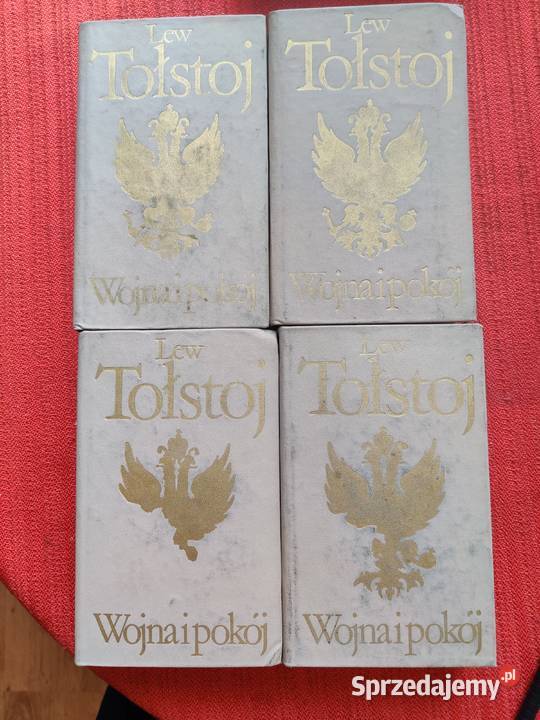 Lew
Tołstoj
Wojna i pokój
Lew
Tołstoj
Wojna i pokój
Lew
Tołstoj
Wojna i pokój
Lew
Tołstoj
Wojna i pokój
Sprzedajemy.pl